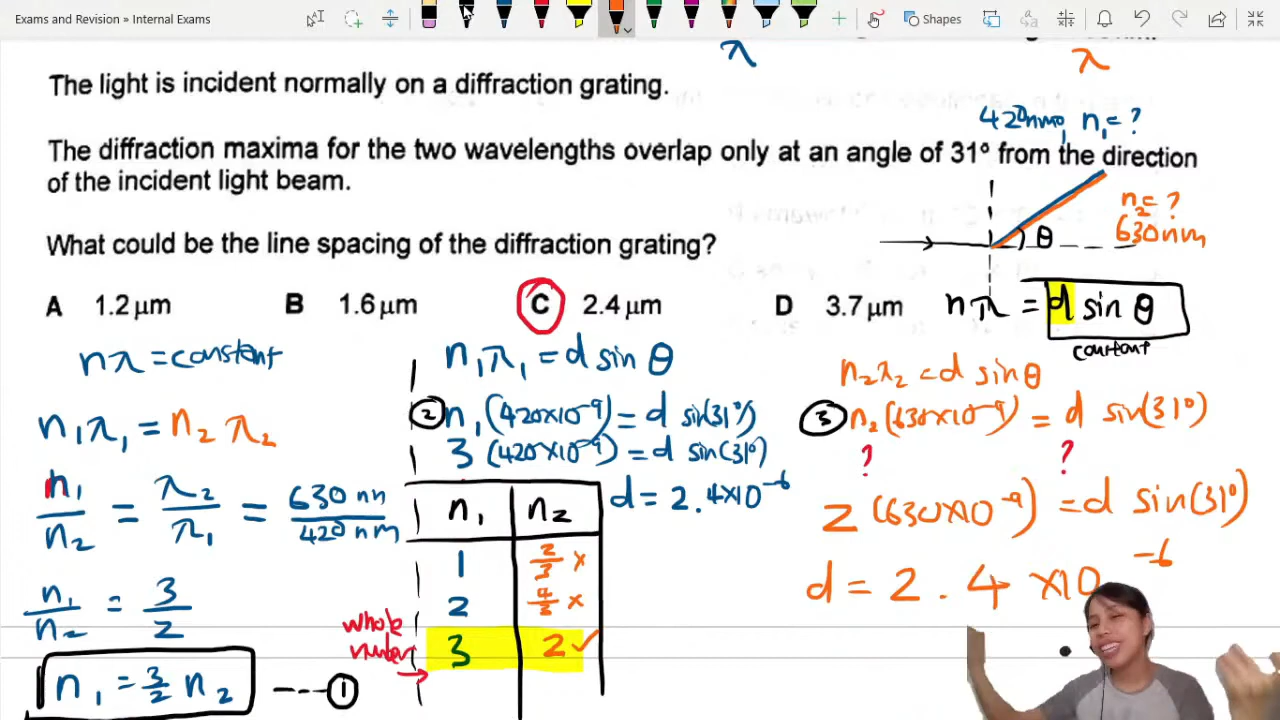 Exams and Revision » Internal Exams
Shapes
λ
λ
The light is incident normally on a diffraction grating.
The diffraction maxima for the two wavelengths overlap only at an angle of 31° from the direction
of the incident light beam.
What could be the line spacing of the diffraction grating?
A 1.2 μm B 1.6 μm C 2.4 μm D 3.7 μm
420nm, n₁ = ?
n₂ = ?
630nm
θ
nλ = d sin θ
constant
nλ = constant
n₁λ₁ = n₂λ₂
n₁/n₂ = λ₂/λ₁ = 630 nm/420 nm
n₁/n₂ = 3/2
n₁ = 3/2 n₂ --- ①
n₁λ₁ = d sin θ
② n₁(420×10⁻⁹) = d sin(31°)
3 (420×10⁻⁹) = d sin(31°)
d = 2.4×10⁻⁶
n₁ n₂
1 2/3 ×
2 4/3 ×
whole
number
3 2 ✓
n₂λ₂ = d sin θ
③ n₂(630×10⁻⁹) = d sin(31°)
? ?
2 (630×10⁻⁹) = d sin(31°)
d = 2.4 ×10⁻⁶